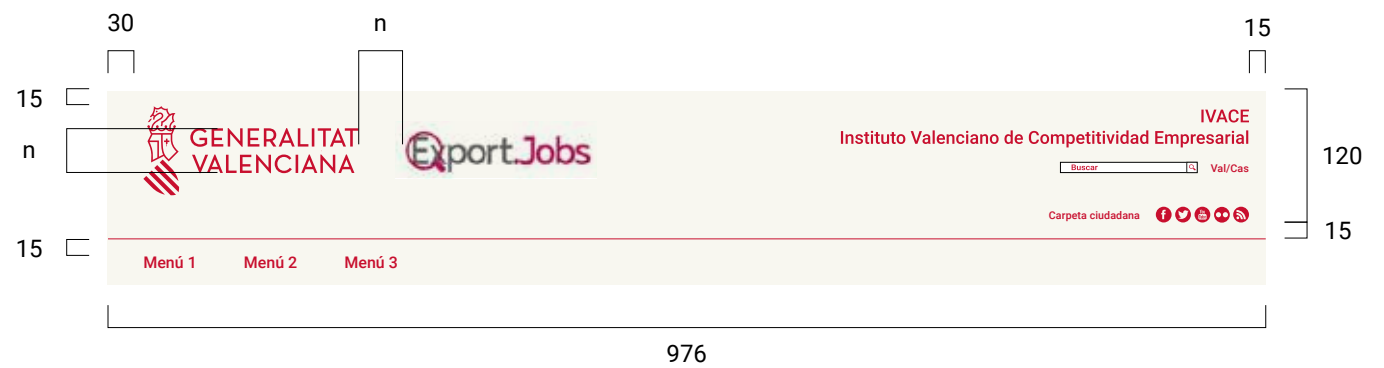 30
n
15
15
n
GENERALITAT
VALENCIANA
Export.Jobs
IVACE
Instituto Valenciano de Competitividad Empresarial
Buscar
Val/Cas
120
Carpeta ciudadana
15
15
Menú 1 Menú 2 Menú 3
976